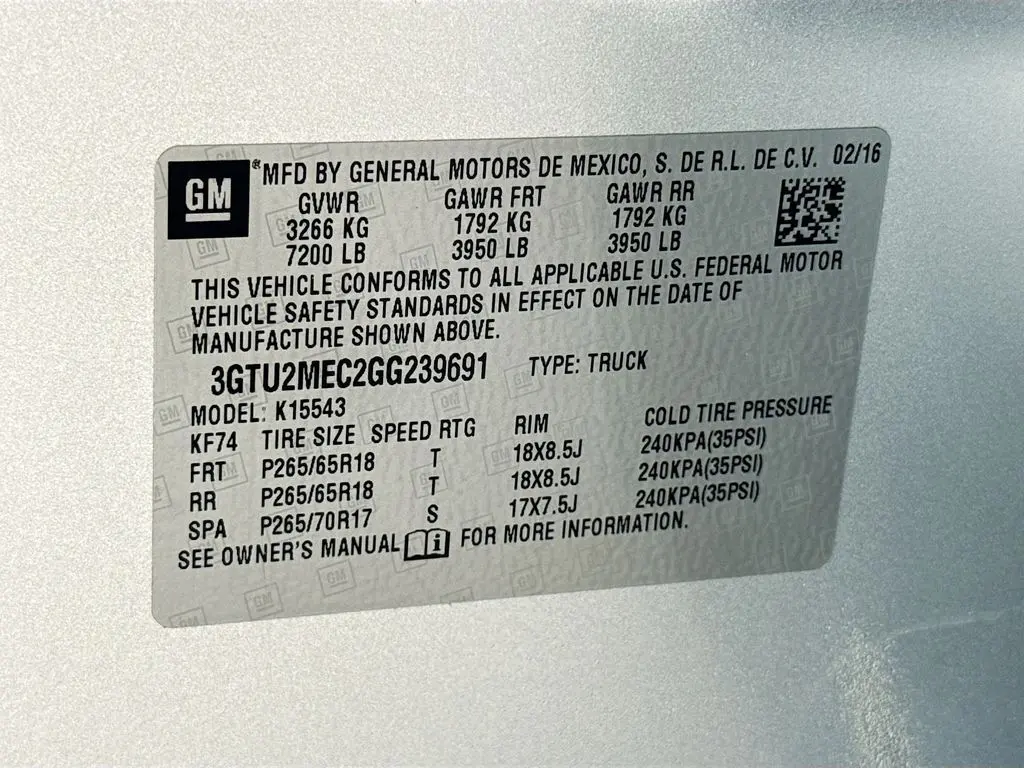 GM ® MFD BY GENERAL MOTORS DE MEXICO, S. DE R.L. DE C.V. 02/16
GVWR GAWR FRT GAWR RR
3266 KG 1792 KG 1792 KG
7200 LB 3950 LB 3950 LB
THIS VEHICLE CONFORMS TO ALL APPLICABLE U.S. FEDERAL MOTOR
VEHICLE SAFETY STANDARDS IN EFFECT ON THE DATE OF
MANUFACTURE SHOWN ABOVE.
3GTU2MEC2GG239691 TYPE: TRUCK
MODEL: K15543
KF74 TIRE SIZE SPEED RTG RIM COLD TIRE PRESSURE
FRT P265/65R18 T 18X8.5J 240KPA(35PSI)
RR P265/65R18 T 18X8.5J 240KPA(35PSI)
SPA P265/70R17 S 17X7.5J 240KPA(35PSI)
SEE OWNER'S MANUAL i FOR MORE INFORMATION.